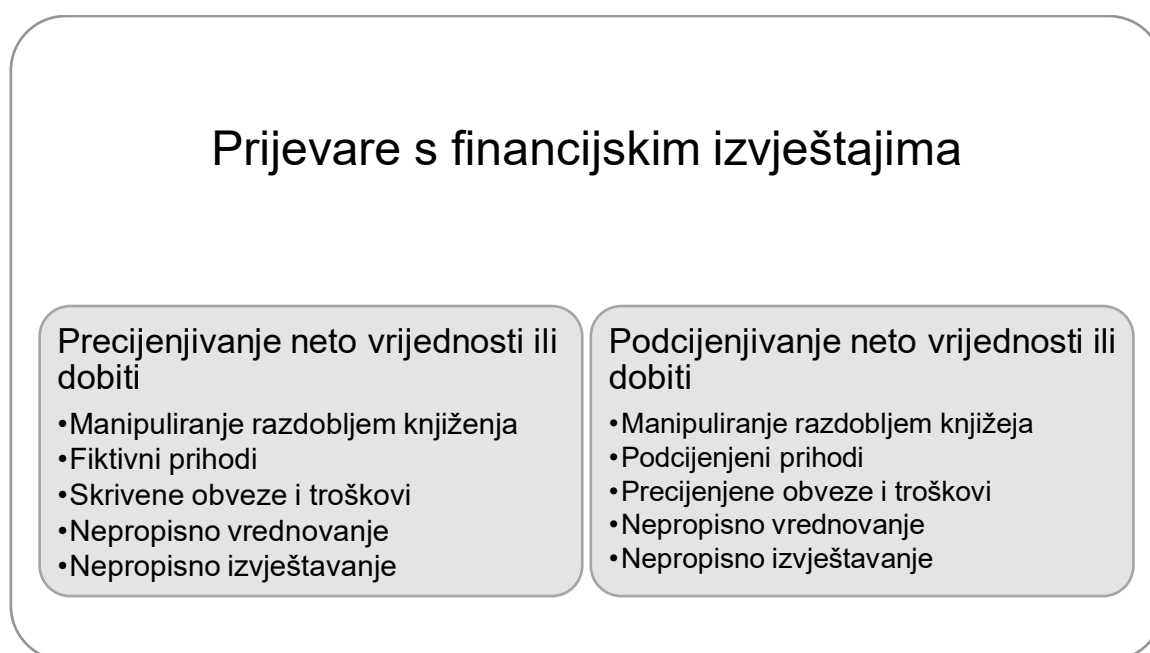 Prijevare s financijskim izvještajima
Precijenjivanje neto vrijednosti ili
dobiti
•Manipuliranje razdobljem knjiženja
•Fiktivni prihodi
•Skrivene obveze i troškovi
•Nepropisno vrednovanje
•Nepropisno izvještavanje
Podcijenjivanje neto vrijednosti ili
dobiti
•Manipuliranje razdobljem knjižeja
•Podcijenjeni prihodi
•Precijenjene obveze i troškovi
•Nepropisno vrednovanje
•Nepropisno izvještavanje